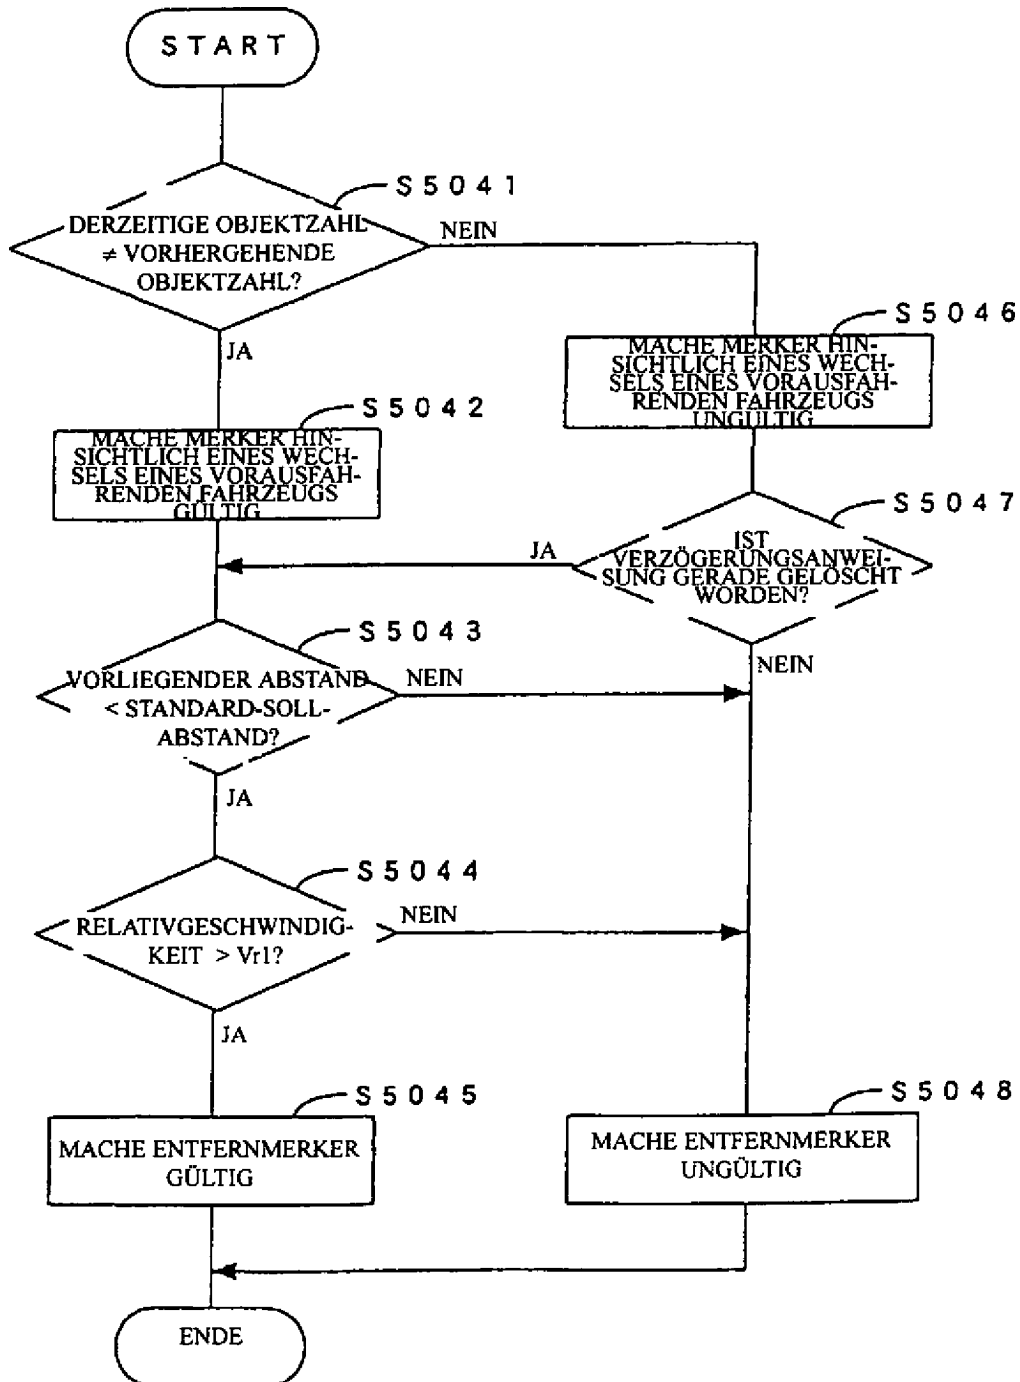 START
S5041
DERZEITIGE OBJEKTZAHL
≠ VORHERGEHENDE
OBJEKTZAHL?
NEIN
JA
S5046
MACHE MERKER HIN-
SICHTLICH EINES WECH-
SELS EINES VORAUSFAH-
RENDEN FAHRZEUGS
UNGÜLTIG
S5042
MACHE MERKER HIN-
SICHTLICH EINES WECH-
SELS EINES VORAUSFAH-
RENDEN FAHRZEUGS
GÜLTIG
S5047
IST
VERZÖGERUNGSANWEI-
SUNG GERADE GELÖSCHT
WORDEN?
JA
NEIN
S5043
VORLIEGENDER ABSTAND
< STANDARD-SOLL-
ABSTAND?
NEIN
JA
S5044
RELATIVGESCHWINDIG-
KEIT > Vr1?
NEIN
JA
S5045
MACHE ENTFERNMERKER
GÜLTIG
S5048
MACHE ENTFERNMERKER
UNGÜLTIG
ENDE